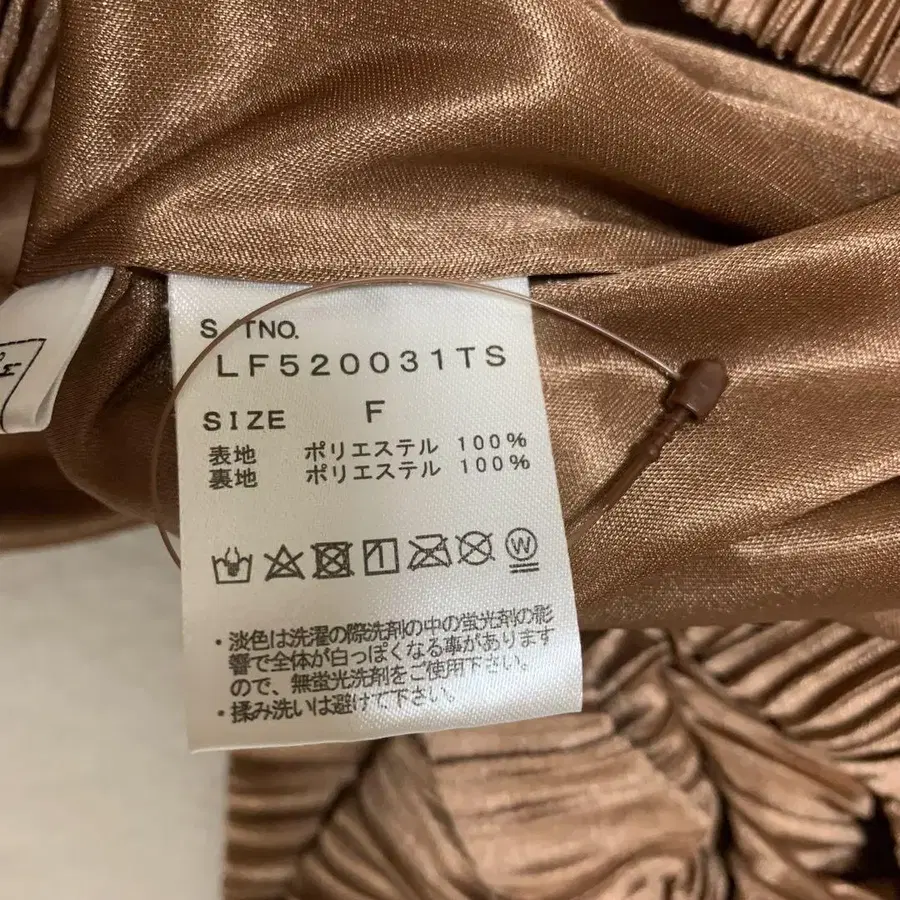 S/TNO.
LF520031TS
SIZE F
表地 ポリエステル 100%
裏地 ポリエステル 100%
W
・淡色は洗濯の際洗剤の中の蛍光剤の影
響で全体が白っぽくなる事があります
ので、無蛍光洗剤をご使用下さい。
・揉み洗いは避けて下さい。